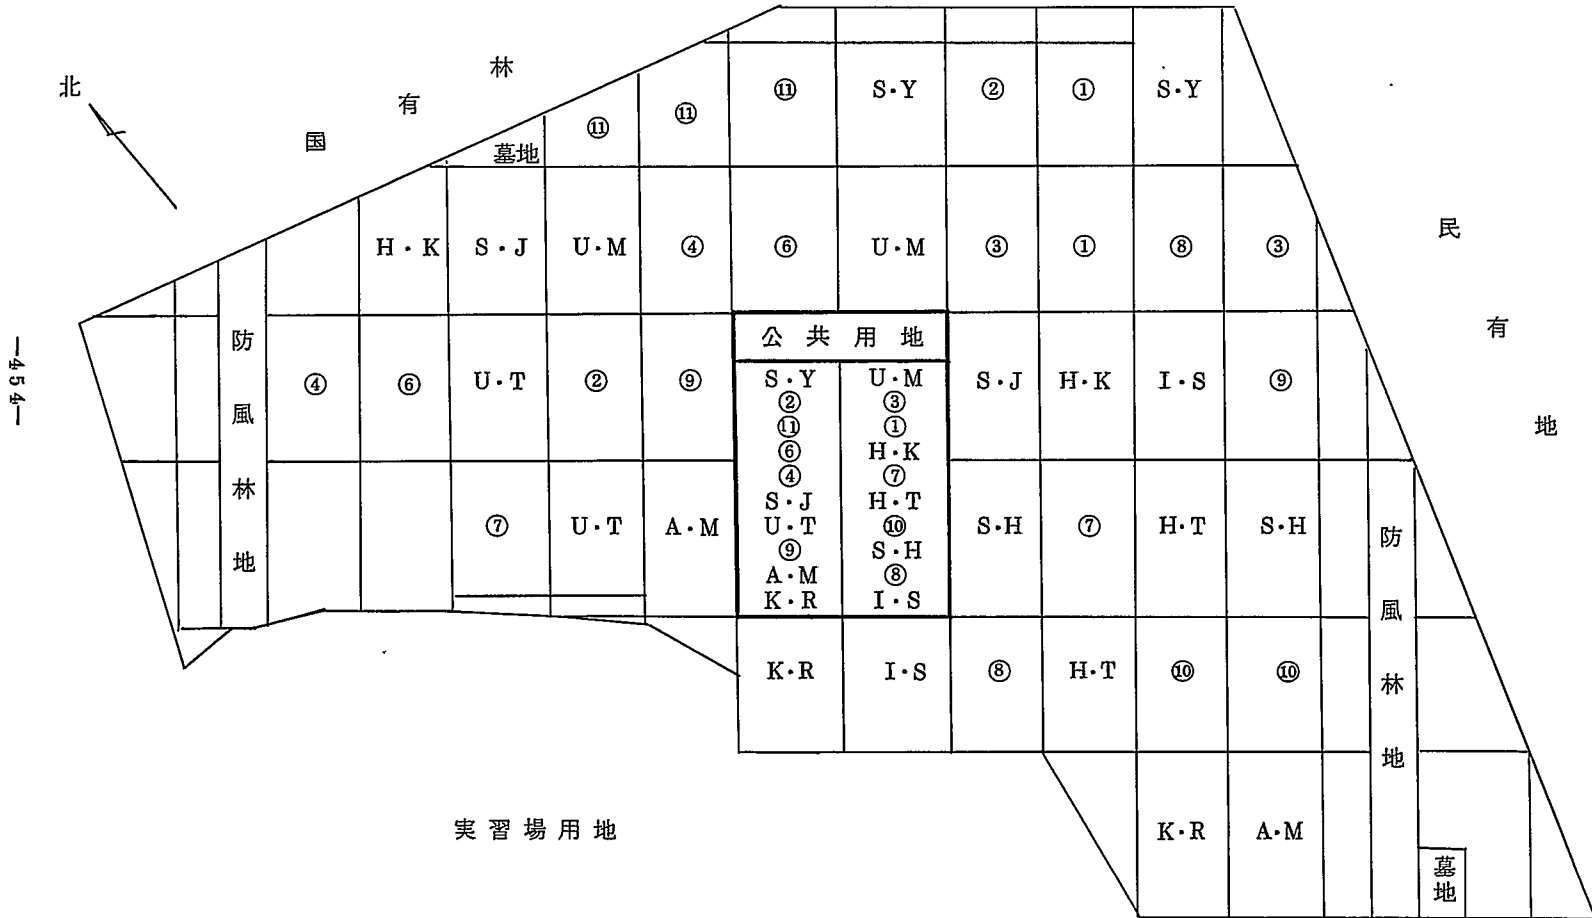 北
国有林
民有地
⑪ S・Y ② ① S・Y
⑪ ⑪
墓地
H・K S・J U・M ④ ⑥ U・M ③ ① ⑧ ③
防風林地
④ ⑥ U・T ② ⑨
公共用地
S・Y U・M
② ③
⑪ ①
⑥ H・K
④ ⑦
S・J H・T
U・T ⑩
⑨ S・H
A・M ⑧
K・R I・S
S・J H・K I・S ⑨
⑦ U・T A・M
S・H ⑦ H・T S・H
防風林地
K・R I・S ⑧ H・T ⑩ ⑩
実習場用地
K・R A・M
墓地
—454—